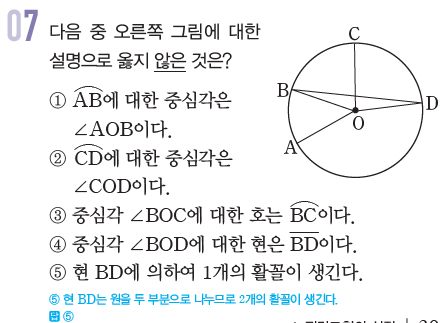 07 다음 중 오른쪽 그림에 대한
설명으로 옳지 않은 것은?
C
B
D
O
A
① AB에 대한 중심각은
∠AOB이다.
② CD에 대한 중심각은
∠COD이다.
③ 중심각 ∠BOC에 대한 호는 BC이다.
④ 중심각 ∠BOD에 대한 현은 BD이다.
⑤ 현 BD에 의하여 1개의 활꼴이 생긴다.
⑤ 현 BD는 원을 두 부분으로 나누므로 2개의 활꼴이 생긴다.
답 ⑤